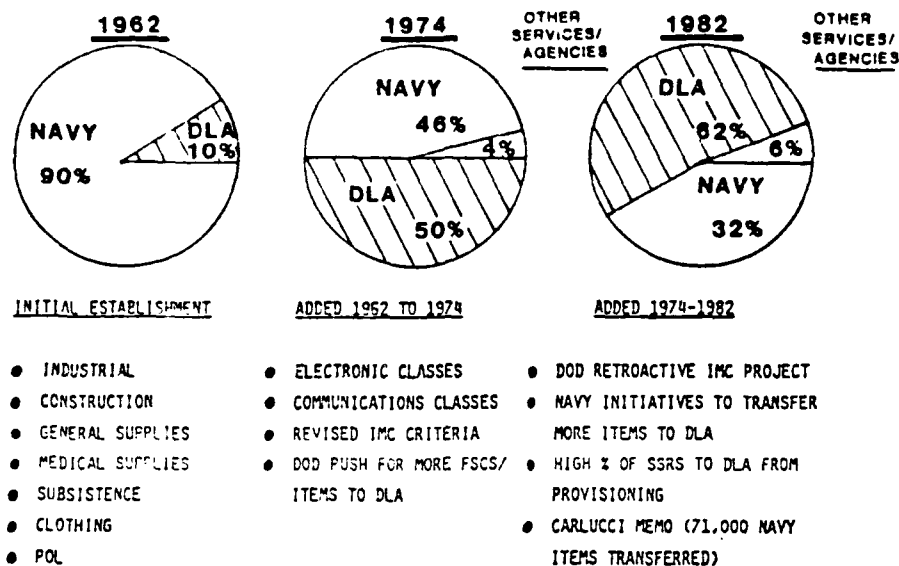 1962
NAVY
90%
DLA
10%
INITIAL ESTABLISHMENT
● INDUSTRIAL
● CONSTRUCTION
● GENERAL SUPPLIES
● MEDICAL SUPPLIES
● SUBSISTENCE
● CLOTHING
● POL
1974
OTHER
SERVICES/
AGENCIES
NAVY
46%
4%
DLA
50%
ADDED 1962 TO 1974
● ELECTRONIC CLASSES
● COMMUNICATIONS CLASSES
● REVISED IMC CRITERIA
● DOD PUSH FOR MORE FSCS/
ITEMS TO DLA
1982
OTHER
SERVICES/
AGENCIES
DLA
62%
6%
NAVY
32%
ADDED 1974-1982
● DOD RETROACTIVE IMC PROJECT
● NAVY INITIATIVES TO TRANSFER
MORE ITEMS TO DLA
● HIGH % OF SSRS TO DLA FROM
PROVISIONING
● CARLUCCI MEMO (71,000 NAVY
ITEMS TRANSFERRED)